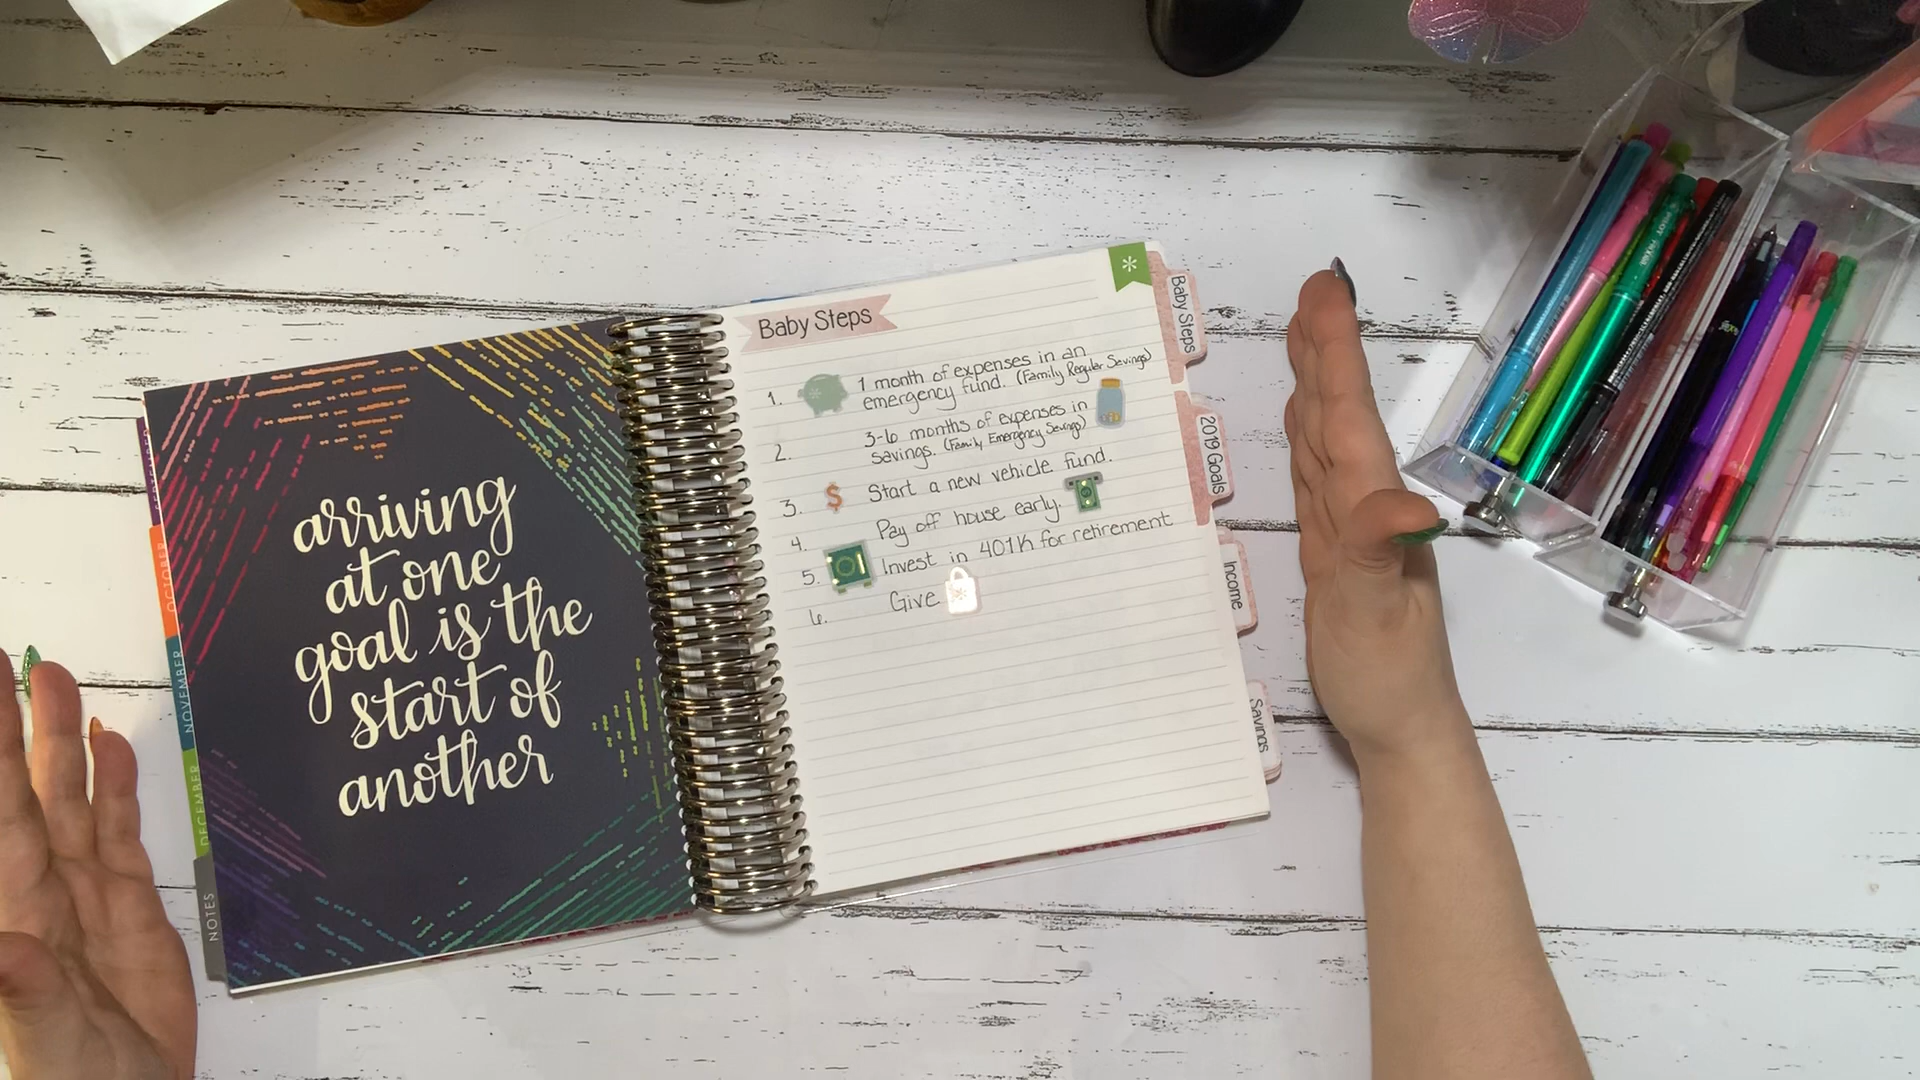 arriving
at one
goal is the
start of
another
SEPTEMBER
OCTOBER
NOVEMBER
DECEMBER
NOTES
Baby Steps
1. 1 month of expenses in an
emergency fund. (Family Regular Savings)
2. 3-6 months of expenses in
savings. (Family Emergency Savings)
3. $ Start a new vehicle fund.
4. Pay off house early.
5. Invest in 401K for retirement
6. Give
Baby Steps
2019 Goals
Income
Savings